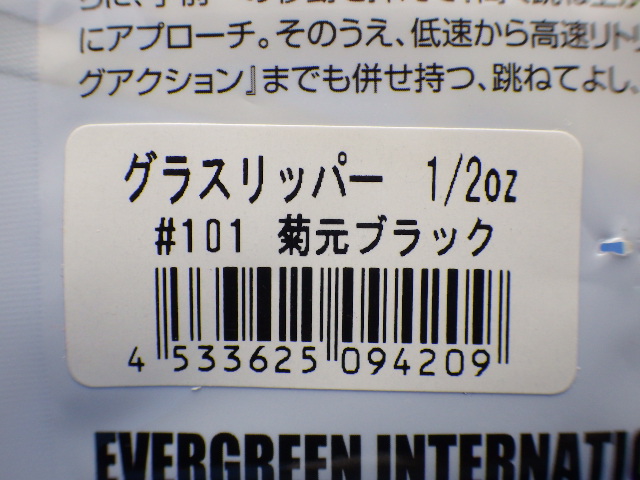 にアプローチ。そのうえ、低速から高速リトリ
グアクション』までも併せ持つ、跳ねてよし、
グラスリッパー 1/2oz
#101 菊元ブラック
4 533625 094209
EVERGREEN INTERNATI